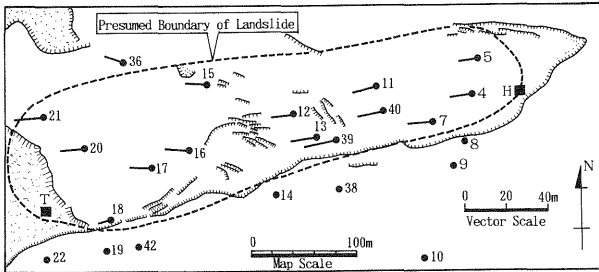 Presumed Boundary of Landslide
36
15
5
H
11
4
21
12
40
7
13
39
8
20
16
17
9
N
14
38
T
18
0 20 40m
Vector Scale
22
19
42
0 100m
Map Scale
10